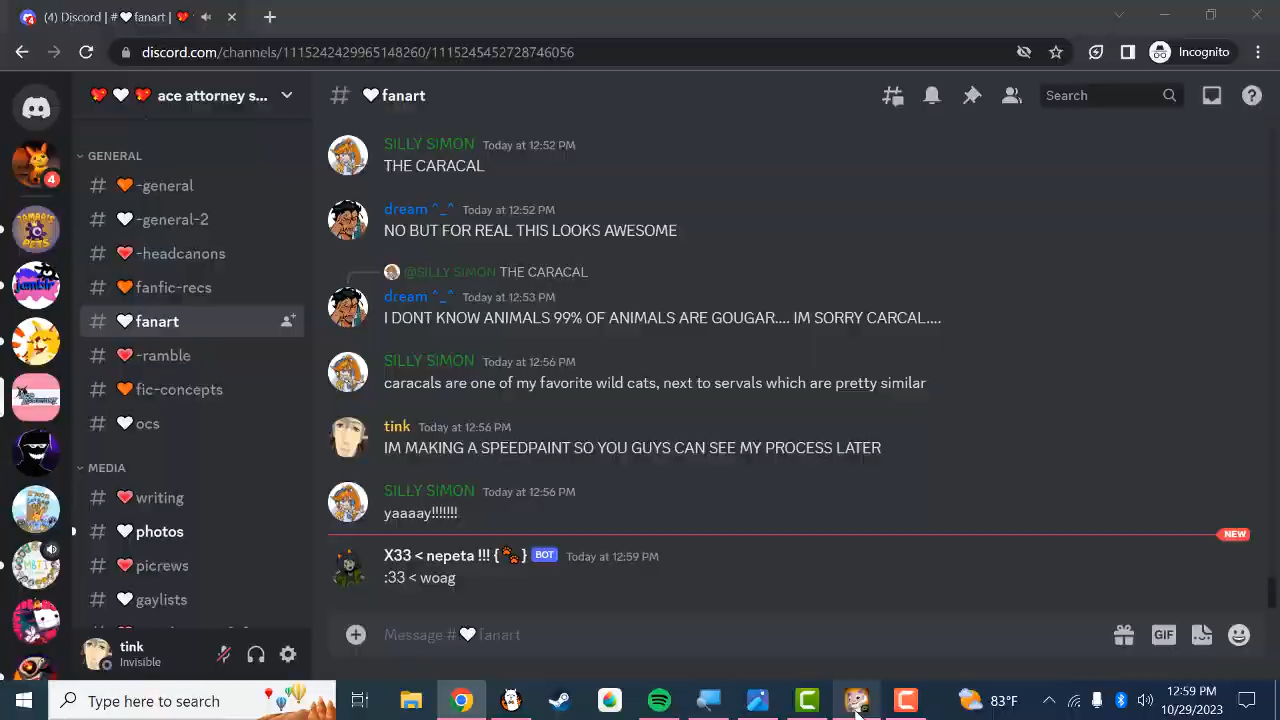 (4) Discord | # 🤍fanart | 💖
discord.com/channels/1115242429965148260/1115245452728746056
Incognito
💖 🤍 💖 ace attorney s...
# 🤍fanart
Search
GENERAL
# 🧡-general
# 🤍-general-2
# ❤️-headcanons
# 🧡fanfic-recs
# 🤍fanart
# ❤️-ramble
# 🧡fic-concepts
# 🤍ocs
MEDIA
# ❤️writing
# 🤍photos
# ❤️picrews
# 🤍gaylists
tink
Invisible
4
TAMARI'S PETS
jambli
MBTI
SILLY SIMON Today at 12:52 PM
THE CARACAL
dream ^_^ Today at 12:52 PM
NO BUT FOR REAL THIS LOOKS AWESOME
@SILLY SIMON THE CARACAL
dream ^_^ Today at 12:53 PM
I DONT KNOW ANIMALS 99% OF ANIMALS ARE GOUGAR.... IM SORRY CARCAL....
SILLY SIMON Today at 12:56 PM
caracals are one of my favorite wild cats, next to servals which are pretty similar
tink Today at 12:56 PM
IM MAKING A SPEEDPAINT SO YOU GUYS CAN SEE MY PROCESS LATER
SILLY SIMON Today at 12:56 PM
yaaaay!!!!!!!
NEW
X33 < nepeta !!! {🐾} BOT Today at 12:59 PM
:33 < woag
Message # 🤍fanart
GIF
Type here to search
83°F
12:59 PM
10/29/2023